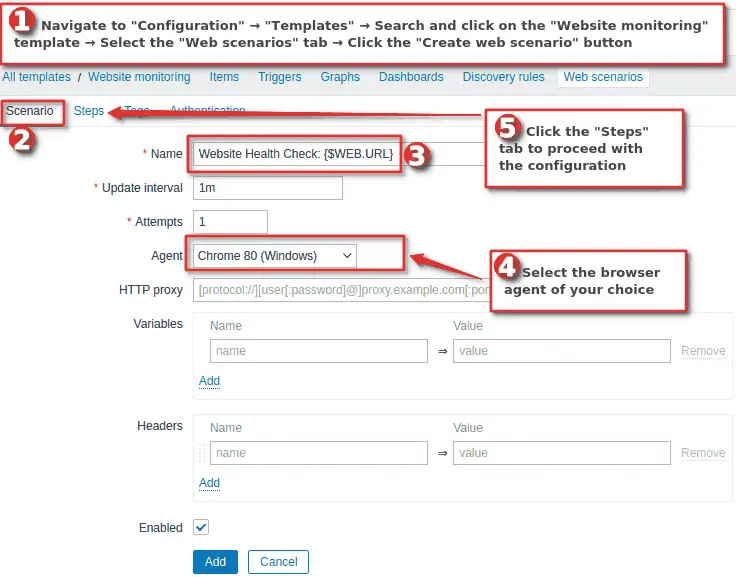 1 Navigate to "Configuration" → "Templates" → Search and click on the "Website monitoring"
template → Select the "Web scenarios" tab → Click the "Create web scenario" button
All templates / Website monitoring Items Triggers Graphs Dashboards Discovery rules Web scenarios
Scenario Steps Tags Authentication
2
5 Click the "Steps"
tab to proceed with
the configuration
* Name Website Health Check: {$WEB.URL} 3
* Update interval 1m
* Attempts 1
Agent Chrome 80 (Windows)
4 Select the browser
agent of your choice
HTTP proxy [protocol://][user[:password]@]proxy.example.com[:por
Variables Name Value
name ⇒ value Remove
Add
Headers Name Value
name ⇒ value Remove
Add
Enabled
Add Cancel